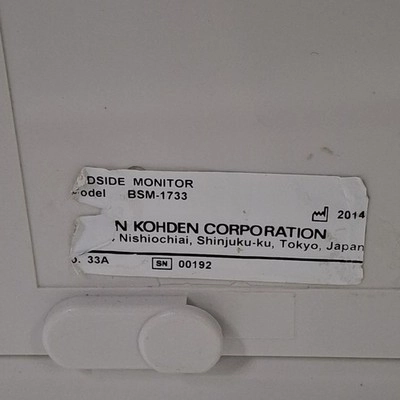 DSIDE MONITOR
odel BSM-1733
2014
N KOHDEN CORPORATION
, Nishiochiai, Shinjuku-ku, Tokyo, Japan
. 33A SN 00192